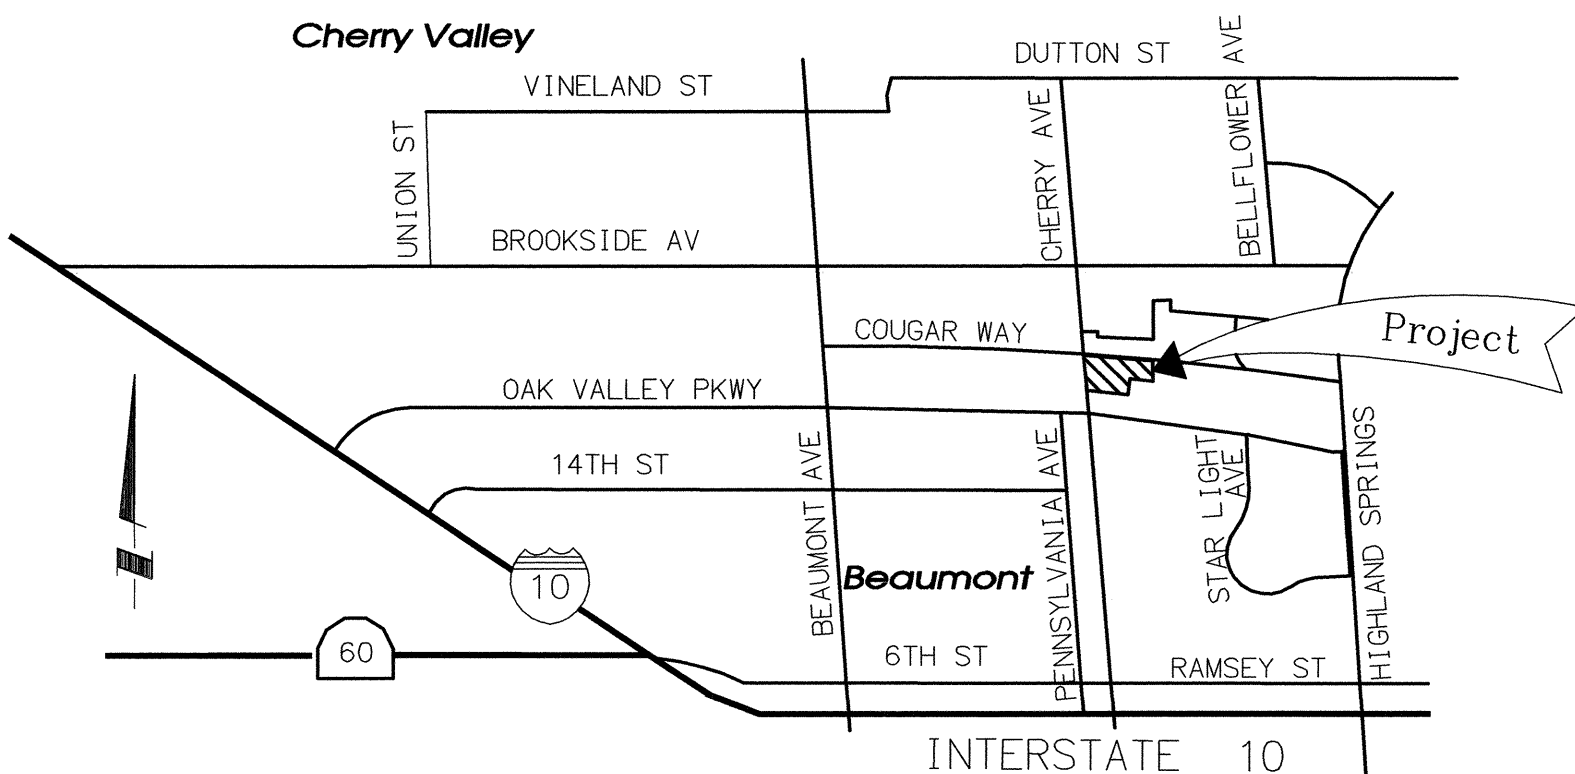 Cherry Valley
DUTTON ST
VINELAND ST
BELLFLOWER AVE
CHERRY AVE
UNION ST
BROOKSIDE AV
COUGAR WAY
Project
OAK VALLEY PKWY
14TH ST
BEAUMONT AVE
PENNSYLVANIA AVE
STAR LIGHT
AVE
HIGHLAND SPRINGS
Beaumont
10
60
6TH ST
RAMSEY ST
INTERSTATE 10
N